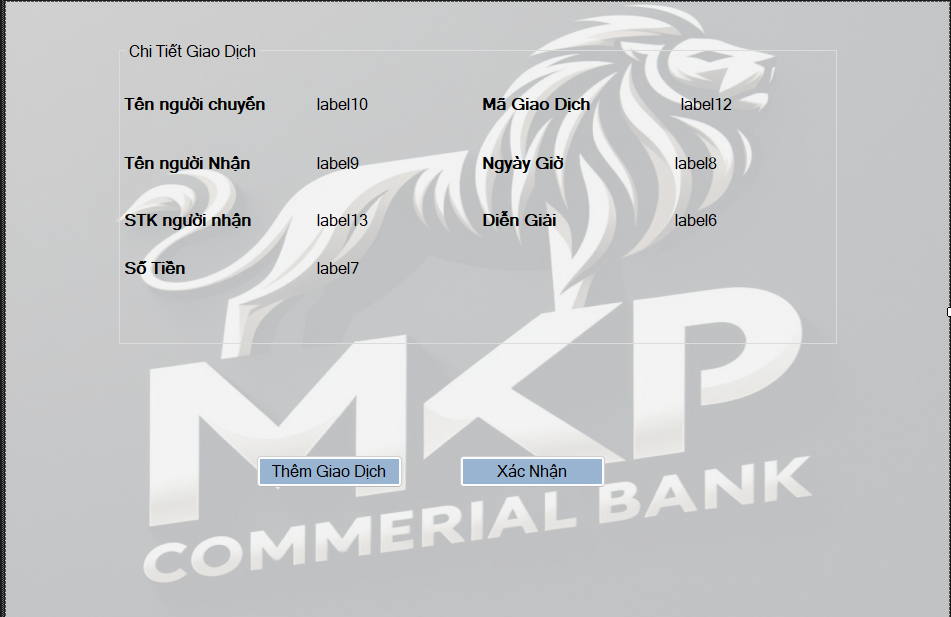 Chi Tiết Giao Dịch
Tên người chuyển label10 Mã Giao Dịch label12
Tên người Nhận label9 Ngyày Giờ label8
STK người nhận label13 Diễn Giải label6
Số Tiền label7
MKP
Thêm Giao Dịch Xác Nhận
COMMERIAL BANK